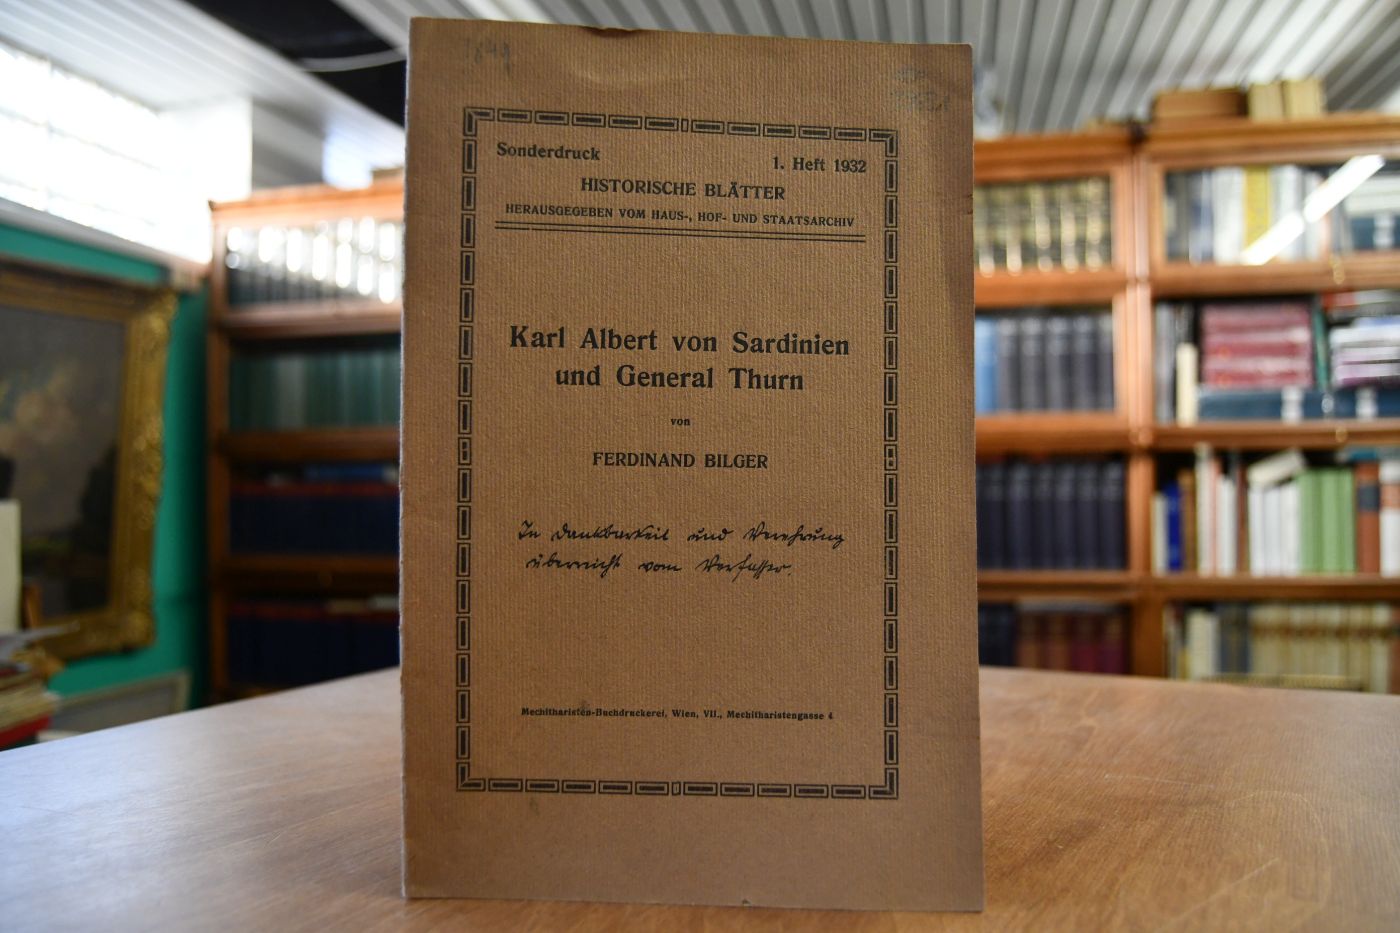 1849
Sonderdruck
1. Heft 1932
HISTORISCHE BLÄTTER
HERAUSGEGEBEN VOM HAUS-, HOF- UND STAATSARCHIV
Karl Albert von Sardinien
und General Thurn
von
FERDINAND BILGER
In Dankbarkeit und Verehrung
überreicht vom Verfasser.
Mechitharisten-Buchdruckerei, Wien, VII., Mechitharistengasse 4